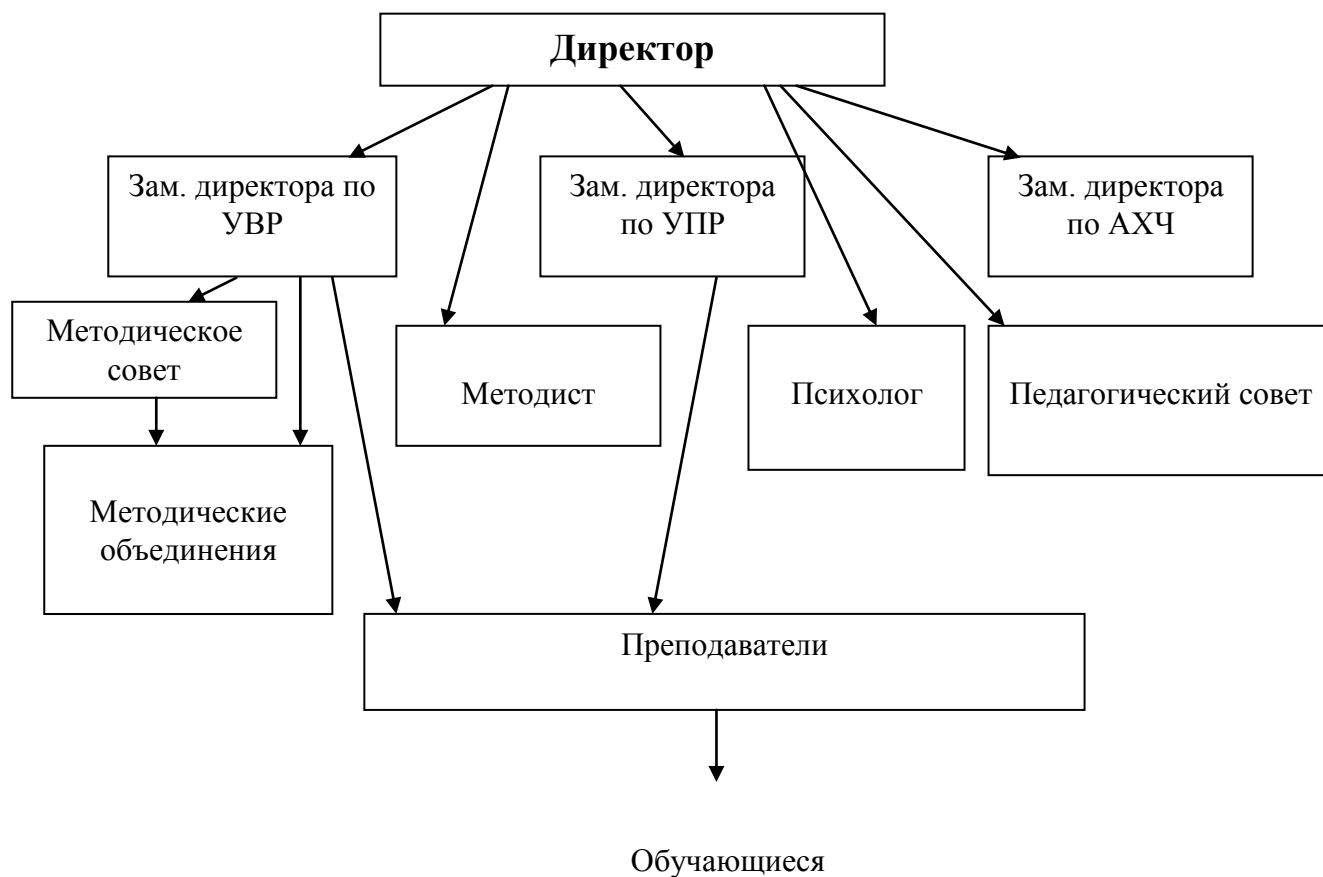 Директор
Зам. директора по
УВР
Зам. директора
по УПР
Зам. директора
по АХЧ
Методическое
совет
Методист
Психолог
Педагогический совет
Методические
объединения
Преподаватели
Обучающиеся